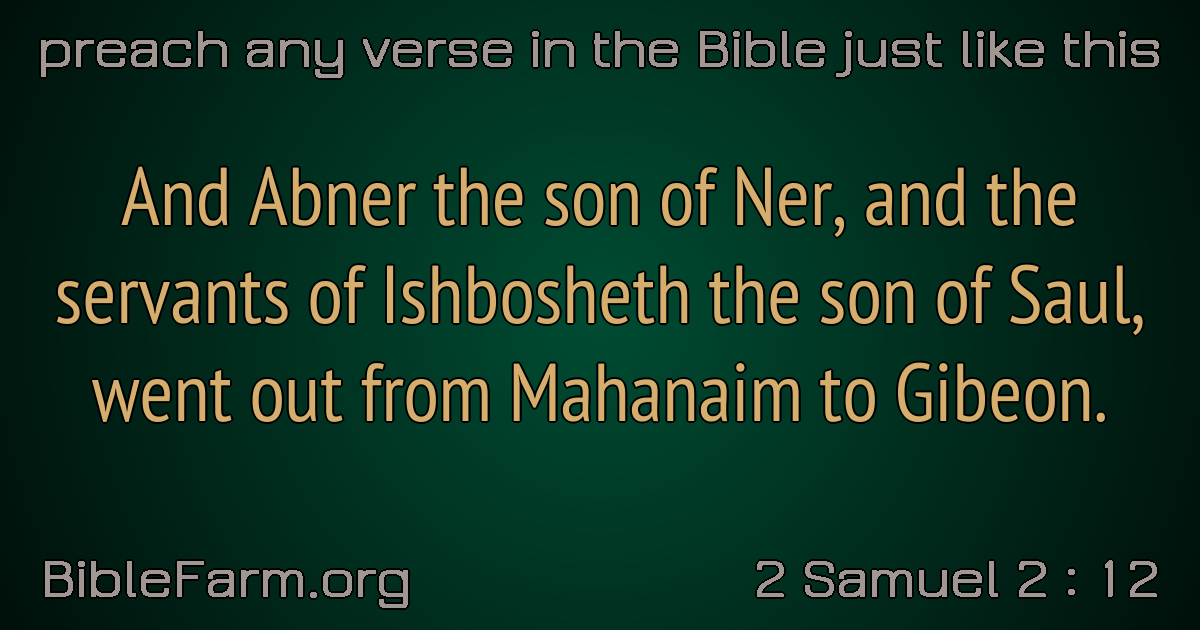 preach any verse in the Bible just like this
And Abner the son of Ner, and the
servants of Ishbosheth the son of Saul,
went out from Mahanaim to Gibeon.
BibleFarm.org
2 Samuel 2 : 12